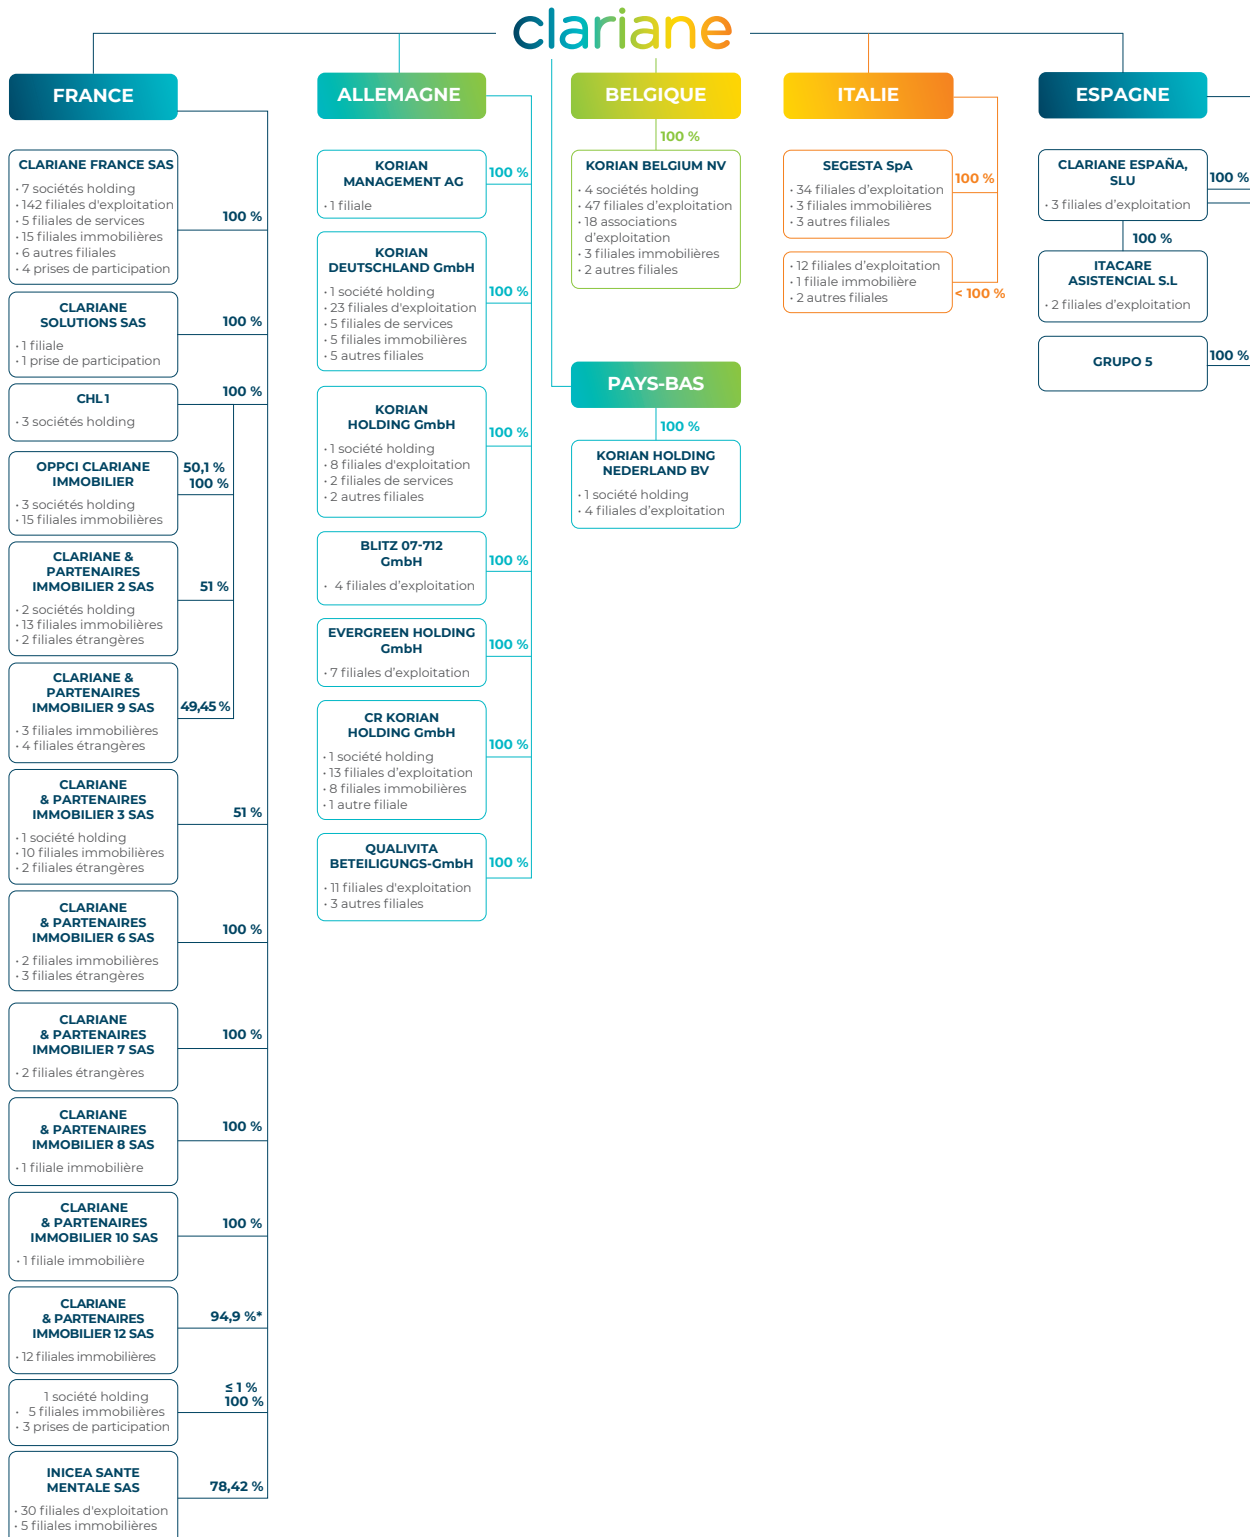 clariane
FRANCE
CLARIANE FRANCE SAS
• 7 sociétés holding
• 142 filiales d'exploitation
• 5 filiales de services
• 15 filiales immobilières
• 6 autres filiales
• 4 prises de participation
100 %
CLARIANE
SOLUTIONS SAS
• 1 filiale
• 1 prise de participation
100 %
CHL 1
• 3 sociétés holding
100 %
OPPCI CLARIANE
IMMOBILIER
• 3 sociétés holding
• 15 filiales immobilières
50,1 %
100 %
CLARIANE &
PARTENAIRES
IMMOBILIER 2 SAS
• 2 sociétés holding
• 13 filiales immobilières
• 2 filiales étrangères
51 %
CLARIANE &
PARTENAIRES
IMMOBILIER 9 SAS
• 3 filiales immobilières
• 4 filiales étrangères
49,45 %
CLARIANE
& PARTENAIRES
IMMOBILIER 3 SAS
• 1 société holding
• 10 filiales immobilières
• 2 filiales étrangères
51 %
CLARIANE
& PARTENAIRES
IMMOBILIER 6 SAS
• 2 filiales immobilières
• 3 filiales étrangères
100 %
CLARIANE
& PARTENAIRES
IMMOBILIER 7 SAS
• 2 filiales étrangères
100 %
CLARIANE
& PARTENAIRES
IMMOBILIER 8 SAS
• 1 filiale immobilière
100 %
CLARIANE
& PARTENAIRES
IMMOBILIER 10 SAS
• 1 filiale immobilière
100 %
CLARIANE
& PARTENAIRES
IMMOBILIER 12 SAS
• 12 filiales immobilières
94,9 %*
1 société holding
• 5 filiales immobilières
• 3 prises de participation
≤ 1 %
100 %
INICEA SANTE
MENTALE SAS
• 30 filiales d'exploitation
• 5 filiales immobilières
78,42 %
ALLEMAGNE
KORIAN
MANAGEMENT AG
• 1 filiale
100 %
KORIAN
DEUTSCHLAND GmbH
• 1 société holding
• 23 filiales d'exploitation
• 5 filiales de services
• 5 filiales immobilières
• 5 autres filiales
100 %
KORIAN
HOLDING GmbH
• 1 société holding
• 8 filiales d'exploitation
• 2 filiales de services
• 2 autres filiales
100 %
BLITZ 07-712
GmbH
• 4 filiales d’exploitation
100 %
EVERGREEN HOLDING
GmbH
• 7 filiales d’exploitation
100 %
CR KORIAN
HOLDING GmbH
• 1 société holding
• 13 filiales d’exploitation
• 8 filiales immobilières
• 1 autre filiale
100 %
QUALIVITA
BETEILIGUNGS-GmbH
• 11 filiales d'exploitation
• 3 autres filiales
100 %
BELGIQUE
100 %
KORIAN BELGIUM NV
• 4 sociétés holding
• 47 filiales d’exploitation
• 18 associations
d’exploitation
• 3 filiales immobilières
• 2 autres filiales
PAYS-BAS
100 %
KORIAN HOLDING
NEDERLAND BV
• 1 société holding
• 4 filiales d’exploitation
ITALIE
SEGESTA SpA
• 34 filiales d’exploitation
• 3 filiales immobilières
• 3 autres filiales
100 %
• 12 filiales d’exploitation
• 1 filiale immobilière
• 2 autres filiales
< 100 %
ESPAGNE
CLARIANE ESPAÑA,
SLU
• 3 filiales d’exploitation
100 %
100 %
ITACARE
ASISTENCIAL S.L
• 2 filiales d’exploitation
GRUPO 5
100 %